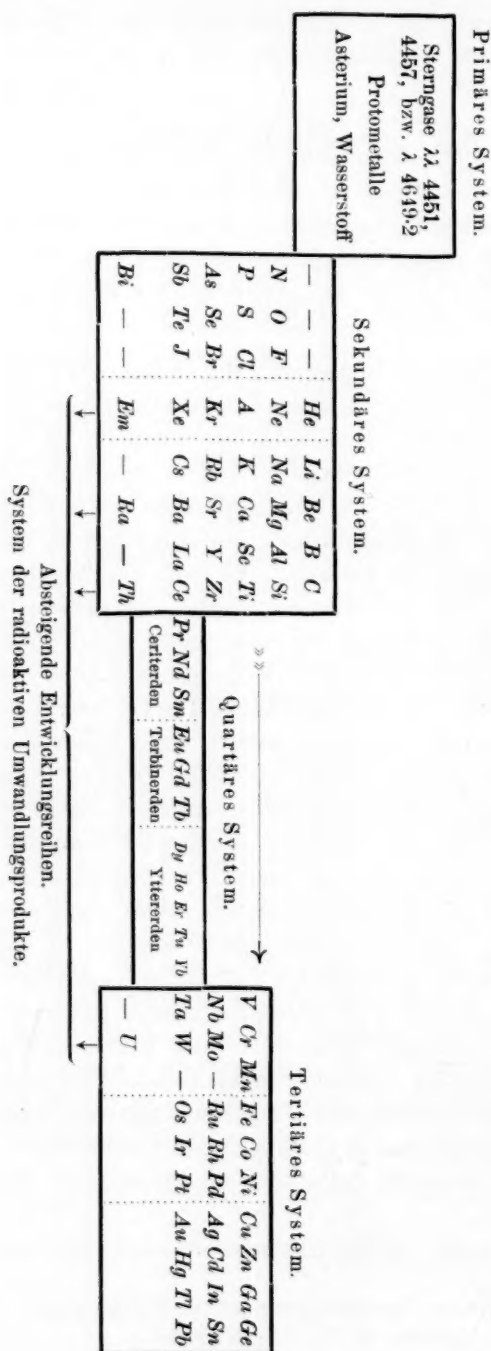 Primäres System.
Sterngase λλ 4451,
4457, bzw. λ 4649·2
Protometalle
Asterium, Wasserstoff
Sekundäres System.
— — — He Li Be B C
N O F Ne Na Mg Al Si
P S Cl A K Ca Sc Ti
As Se Br Kr Rb Sr Y Zr
Sb Te J Xe Cs Ba La Ce
Bi — — Em — Ra — Th
Quartäres System.
Pr Nd Sm Eu Gd Tb Dy Ho Er Tu Yb
Ceriterden Terbinerden Yttererden
Tertiäres System.
V Cr Mn Fe Co Ni Cu Zn Ga Ge
Nb Mo — Ru Rh Pd Ag Cd In Sn
Ta W — Os Ir Pt Au Hg Tl Pb
— U
Absteigende Entwicklungsreihen.
System der radioaktiven Umwandlungsprodukte.